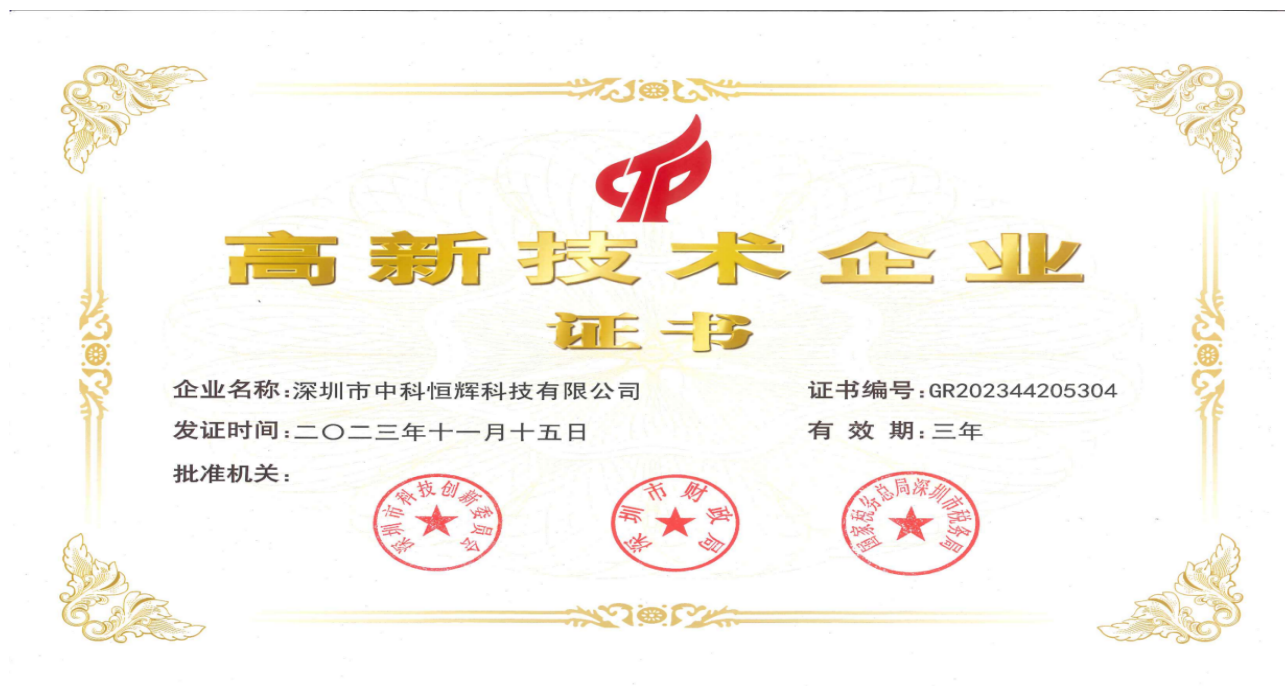 高新技术企业
证书
企业名称:深圳市中科恒辉科技有限公司
证书编号:GR202344205304
发证时间:二〇二三年十一月十五日
有 效 期:三年
批准机关:
深圳市科技创新委员会
深圳市财政局
国家税务总局深圳市税务局